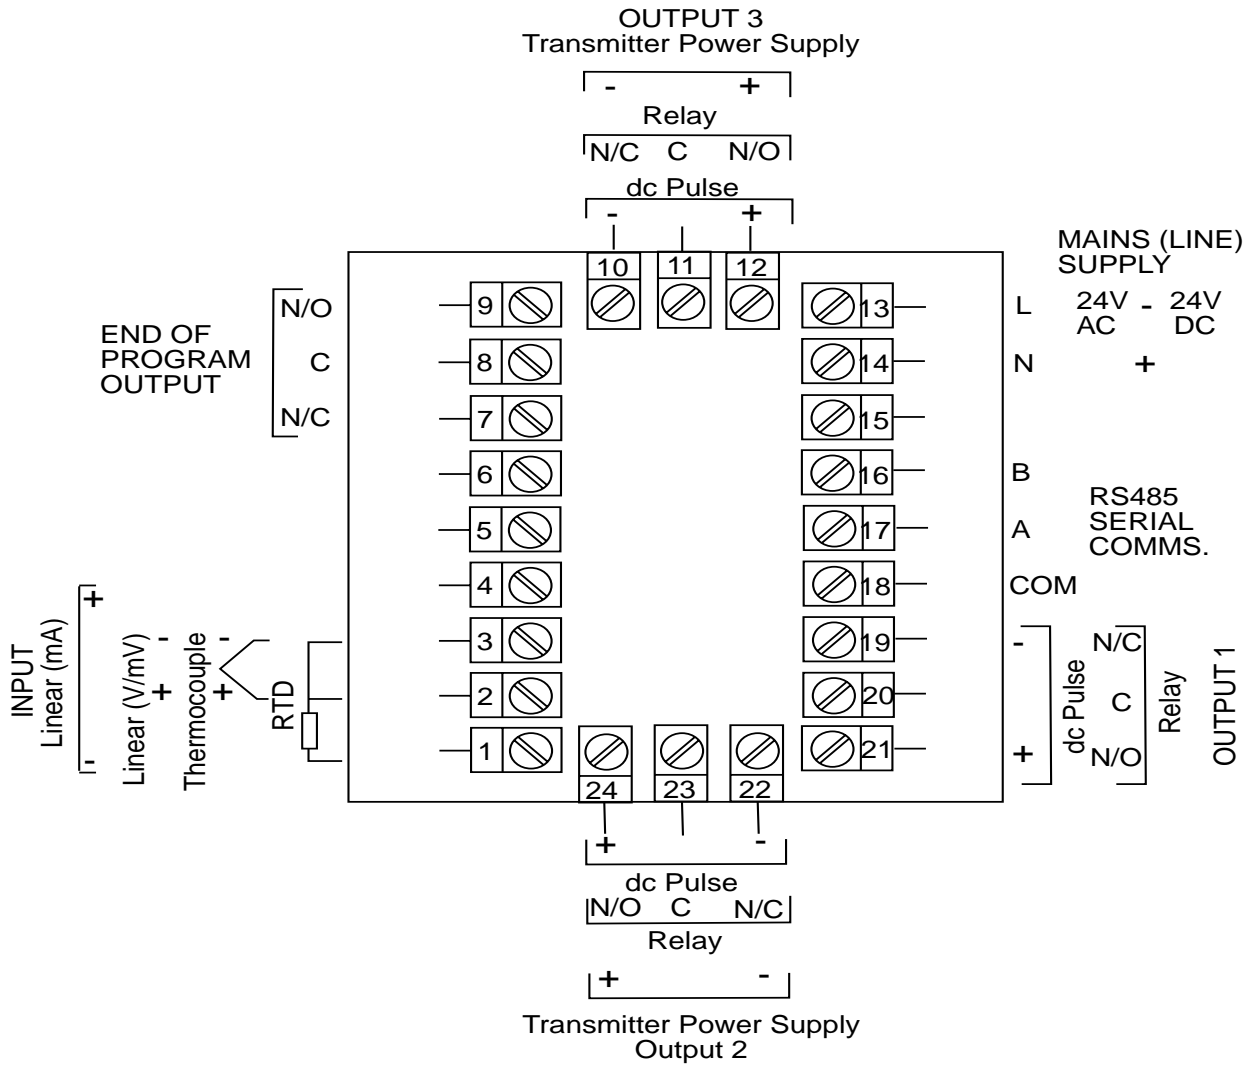 OUTPUT 3
Transmitter Power Supply
- +
Relay
N/C C N/O
dc Pulse
- +
10 11 12
MAINS (LINE)
SUPPLY
L 24V - 24V
AC DC
N +
B
RS485
SERIAL
COMMS.
A
COM
END OF
PROGRAM
OUTPUT
N/O
C
N/C
9
8
7
6
5
4
3
2
1
13
14
15
16
17
18
19
20
21
INPUT
Linear (mA)
+
-
Linear (V/mV)
-
+
Thermocouple
-
+
RTD
-
+
dc Pulse
N/C
C
N/O
Relay
OUTPUT 1
24 23 22
+ -
dc Pulse
N/O C N/C
Relay
+ -
Transmitter Power Supply
Output 2